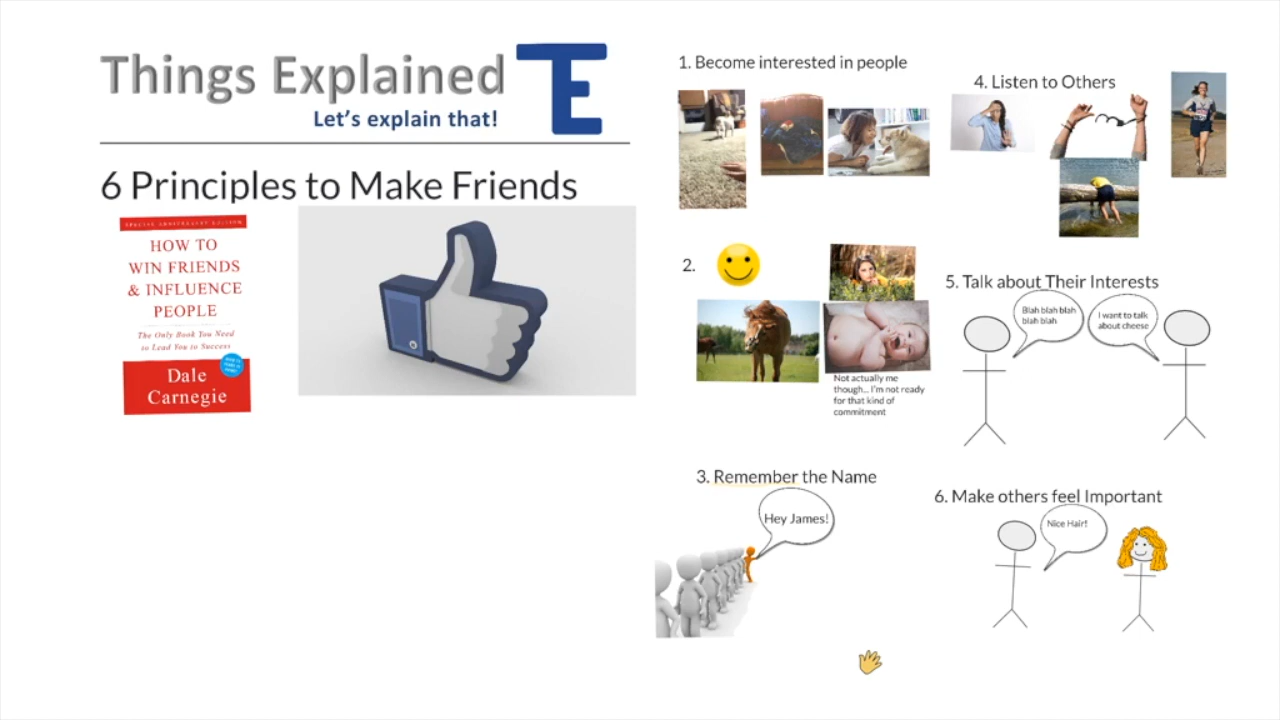 Things Explained
Let's explain that!
6 Principles to Make Friends
SPECIAL ANNIVERSARY EDITION
HOW TO
WIN FRIENDS
& INFLUENCE
PEOPLE
The Only Book You Need
to Lead You to Success
Dale
Carnegie
1. Become interested in people
2.
Not actually me
though... I'm not ready
for that kind of
commitment
3. Remember the Name
Hey James!
4. Listen to Others
5. Talk about Their Interests
Blah blah blah
blah blah
I want to talk
about cheese
6. Make others feel Important
Nice Hair!